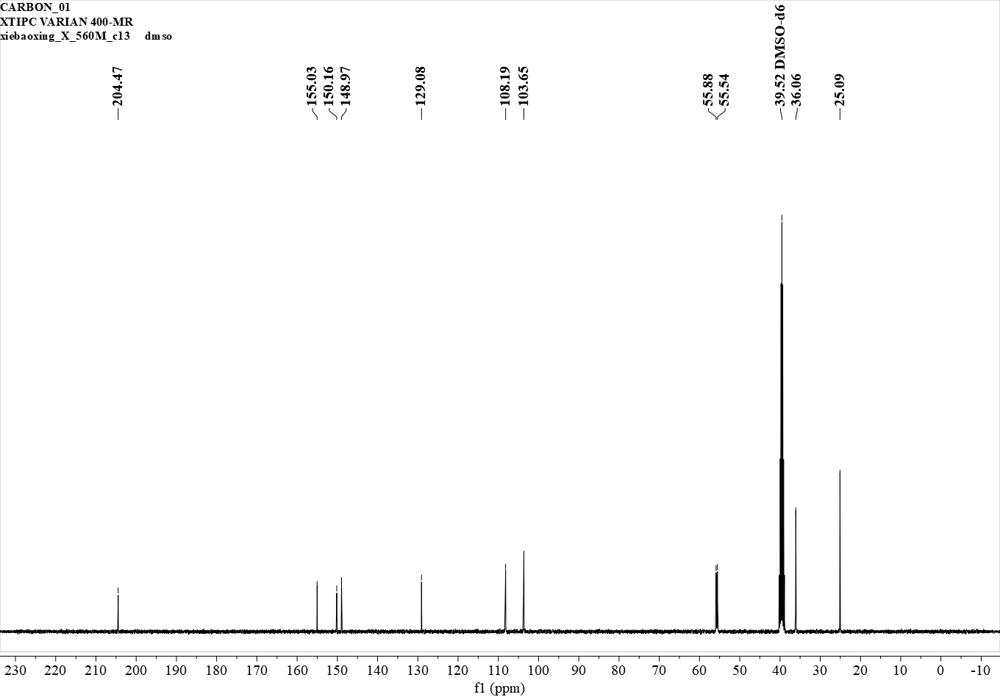 CARBON_01
XTIPC VARIAN 400-MR
xiebaoxing_X_560M_c13 dmso
204.47
155.03
150.16
148.97
129.08
108.19
103.65
55.88
55.54
39.52 DMSO-d6
36.06
25.09
230 220 210 200 190 180 170 160 150 140 130 120 110 100 90 80 70 60 50 40 30 20 10 0 -10
f1 (ppm)